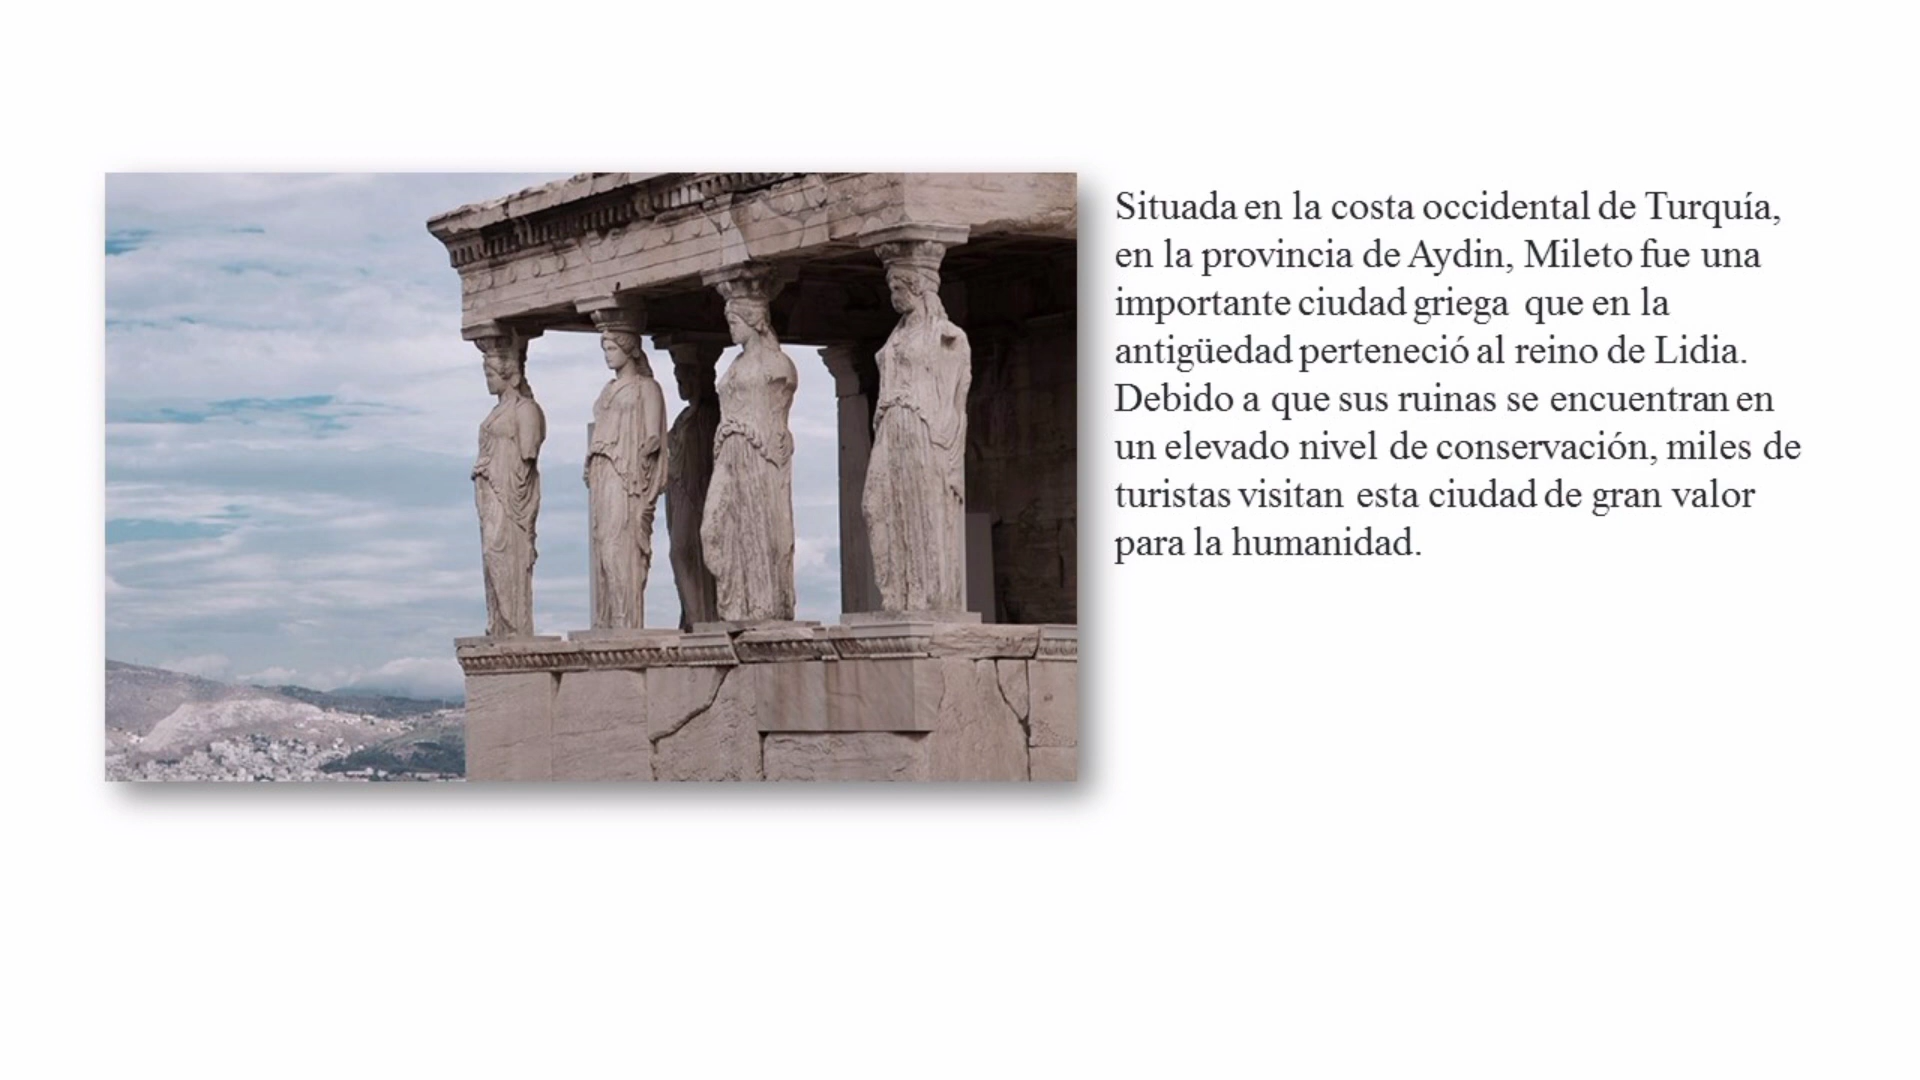 Situada en la costa occidental de Turquía,
en la provincia de Aydin, Mileto fue una
importante ciudad griega que en la
antigüedad perteneció al reino de Lidia.
Debido a que sus ruinas se encuentran en
un elevado nivel de conservación, miles de
turistas visitan esta ciudad de gran valor
para la humanidad.